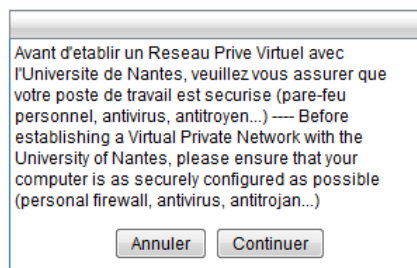 Avant d'etablir un Reseau Prive Virtuel avec
l'Universite de Nantes, veuillez vous assurer que
votre poste de travail est securise (pare-feu
personnel, antivirus, antitroyen...) ---- Before
establishing a Virtual Private Network with the
University of Nantes, please ensure that your
computer is as securely configured as possible
(personal firewall, antivirus, antitrojan...)
Annuler Continuer